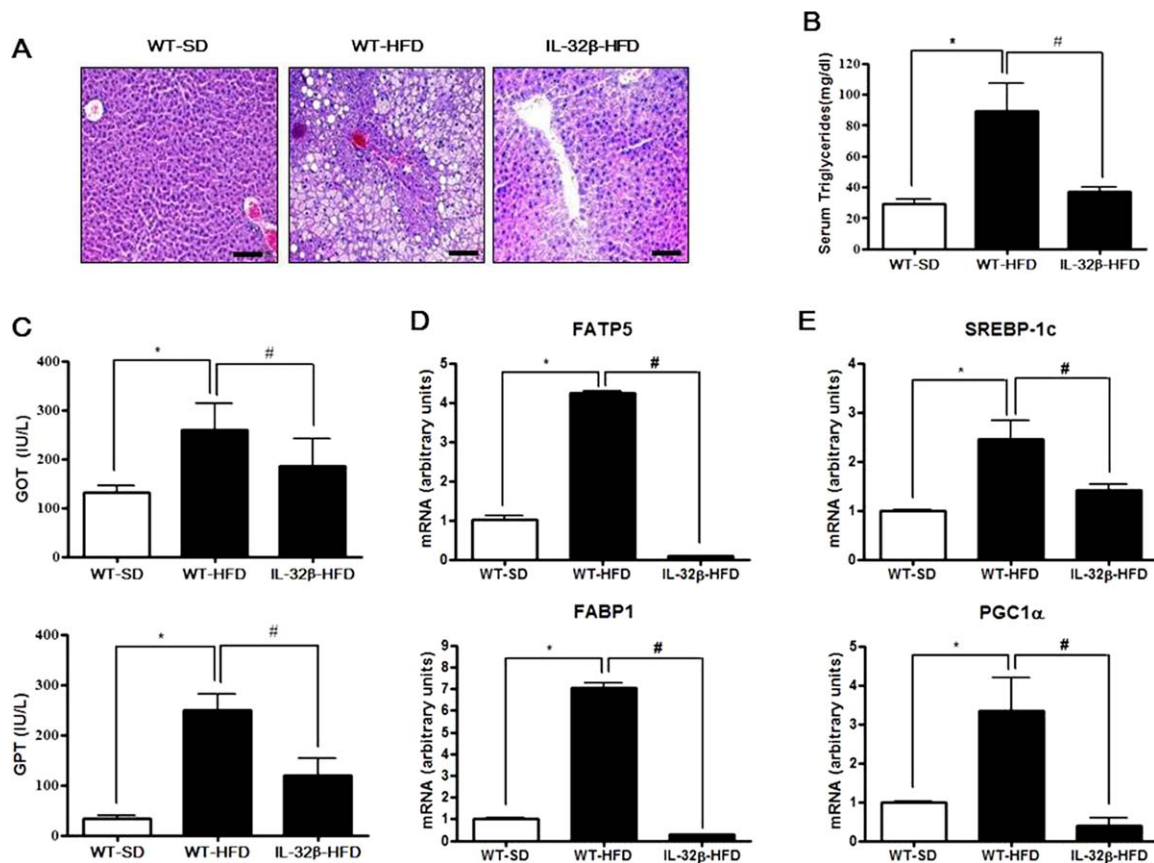 A
WT-SD
WT-HFD
IL-32β-HFD
B
*
#
Serum Triglycerides(mg/dl)
120
100
80
60
40
20
0
WT-SD
WT-HFD
IL-32β-HFD
C
*
#
GOT (IU/L)
400
300
200
100
0
WT-SD
WT-HFD
IL-32β-HFD
*
#
GPT (IU/L)
400
300
200
100
0
WT-SD
WT-HFD
IL-32β-HFD
D
FATP5
*
#
mRNA (arbitrary units)
5
4
3
2
1
0
WT-SD
WT-HFD
IL-32β-HFD
FABP1
*
#
mRNA (arbitrary units)
9
8
7
6
5
4
3
2
1
0
WT-SD
WT-HFD
IL-32β-HFD
E
SREBP-1c
*
#
mRNA (arbitrary units)
4
3
2
1
0
WT-SD
WT-HFD
IL-32β-HFD
PGC1α
*
#
mRNA (arbitrary units)
5
4
3
2
1
0
WT-SD
WT-HFD
IL-32β-HFD